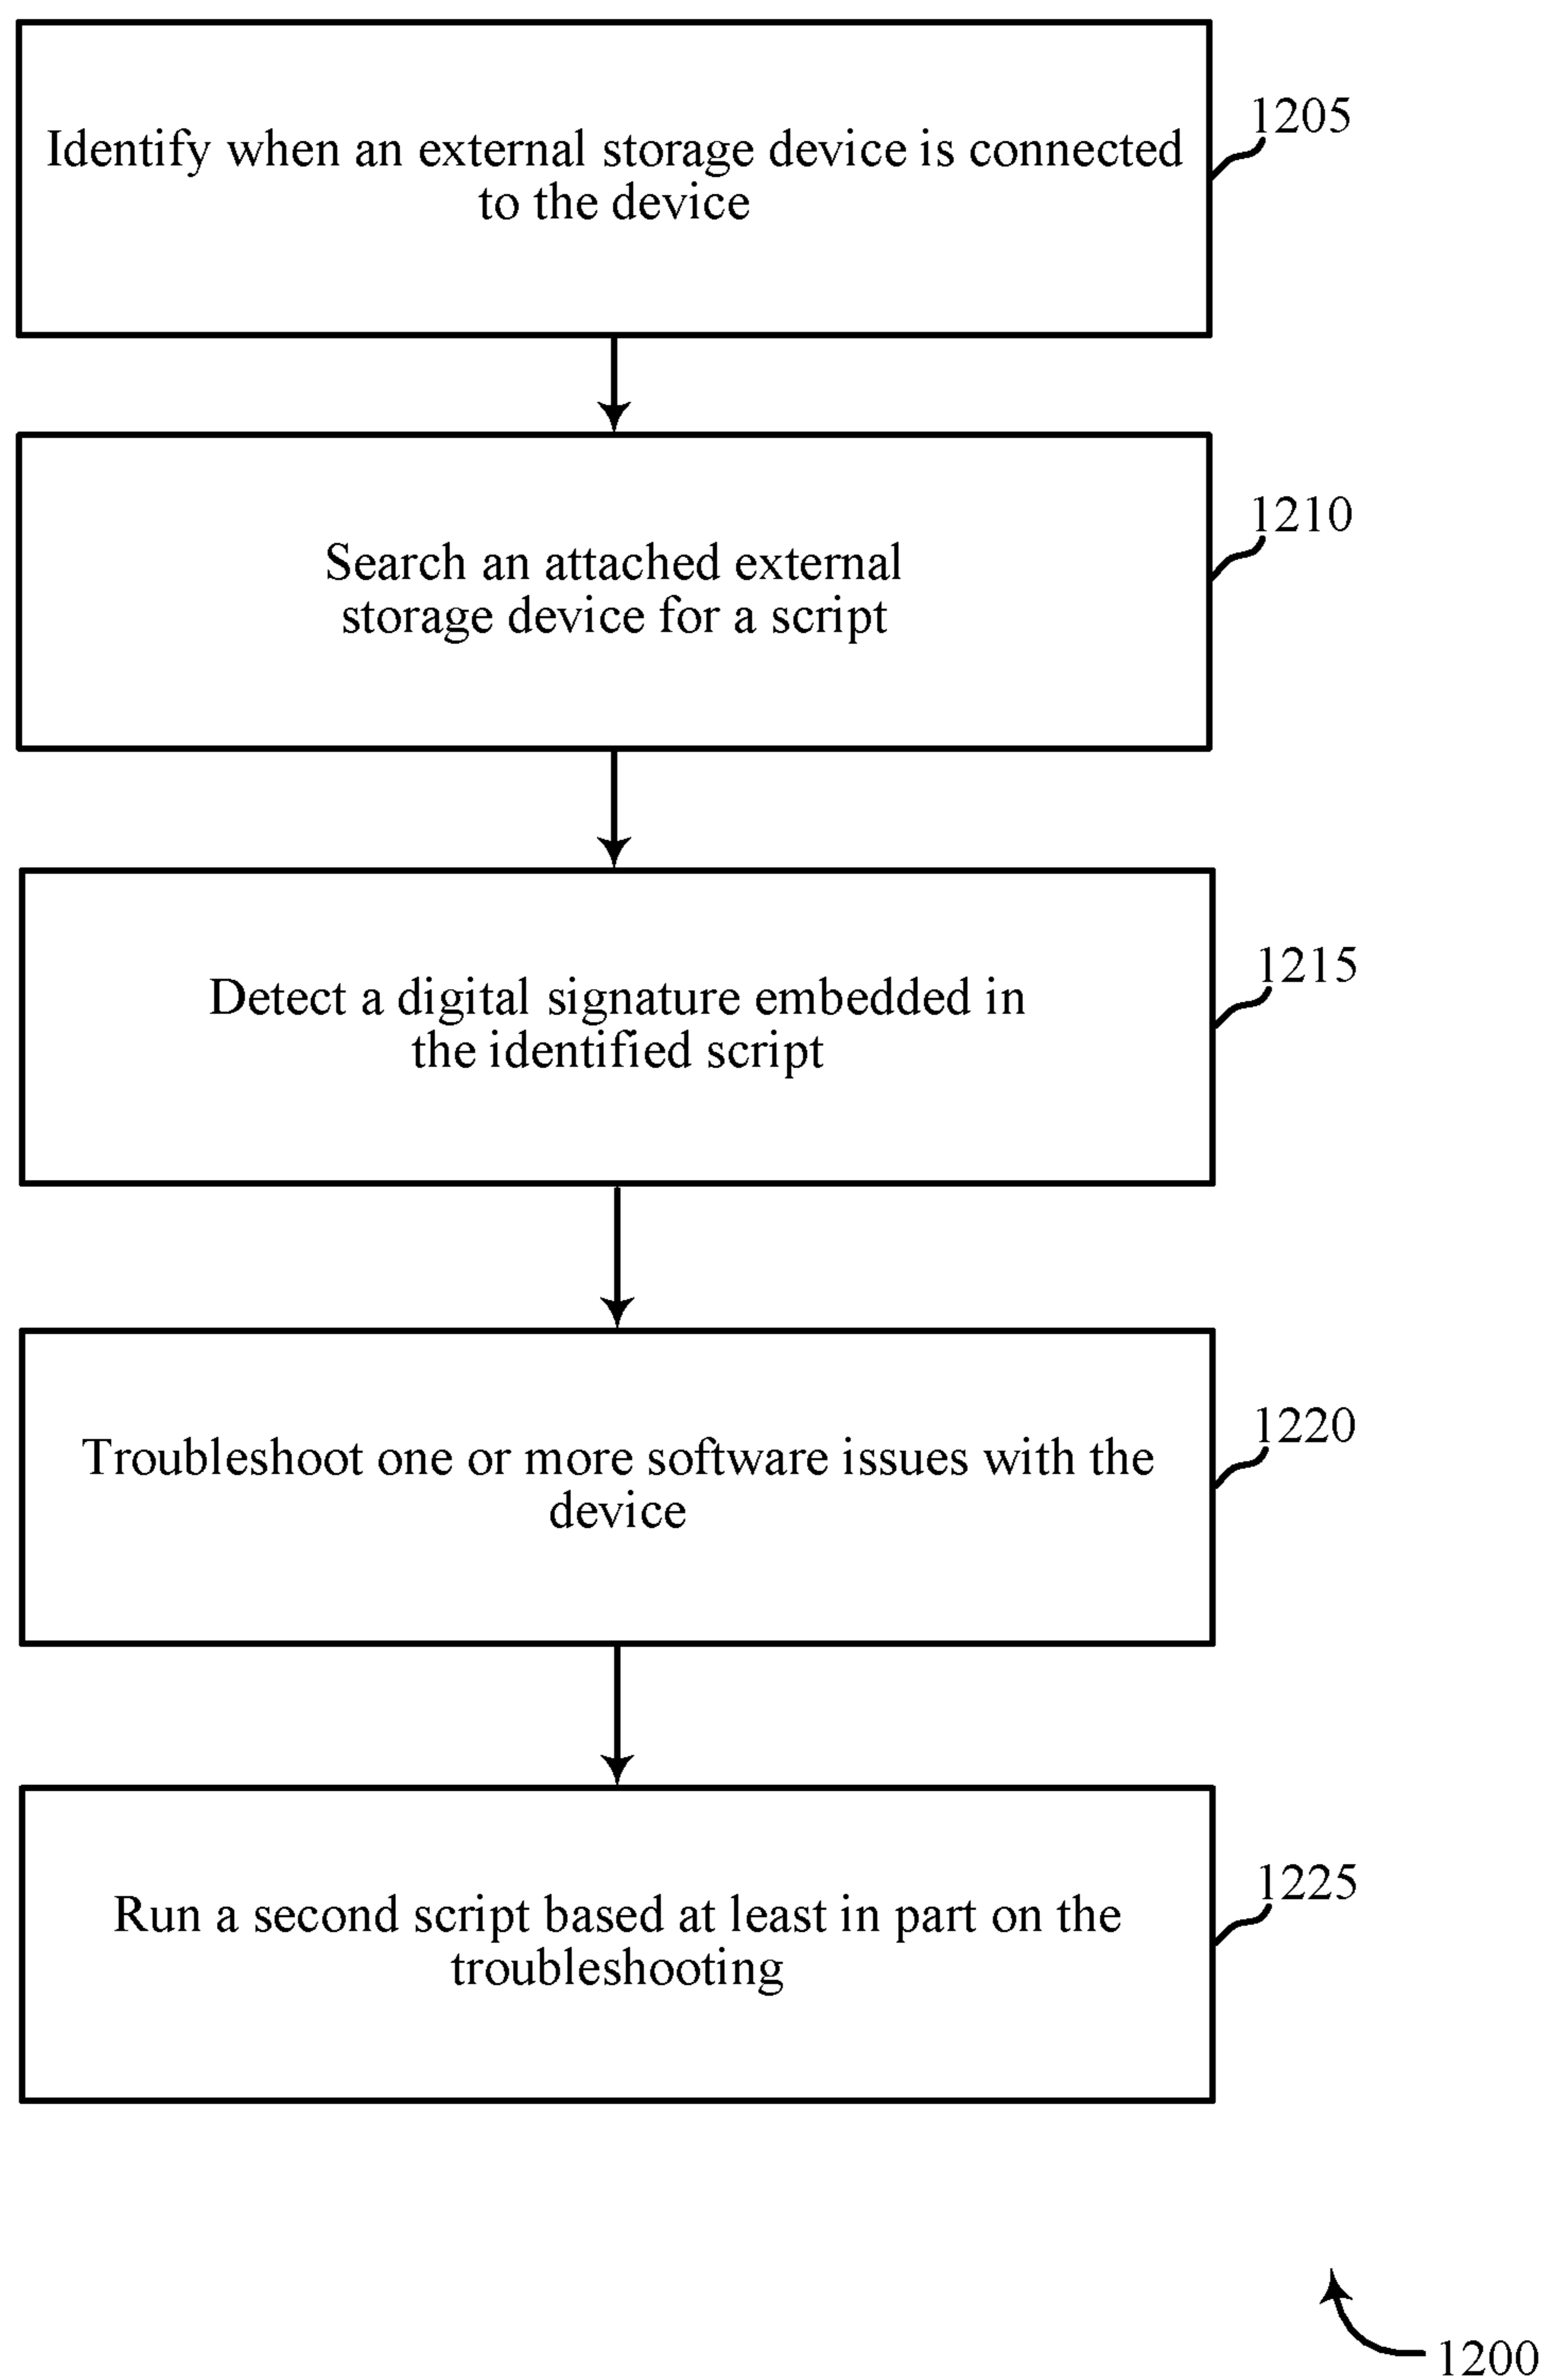 1205
Identify when an external storage device is connected
to the device
1210
Search an attached external
storage device for a script
1215
Detect a digital signature embedded in
the identified script
1220
Troubleshoot one or more software issues with the
device
1225
Run a second script based at least in part on the
troubleshooting
1200